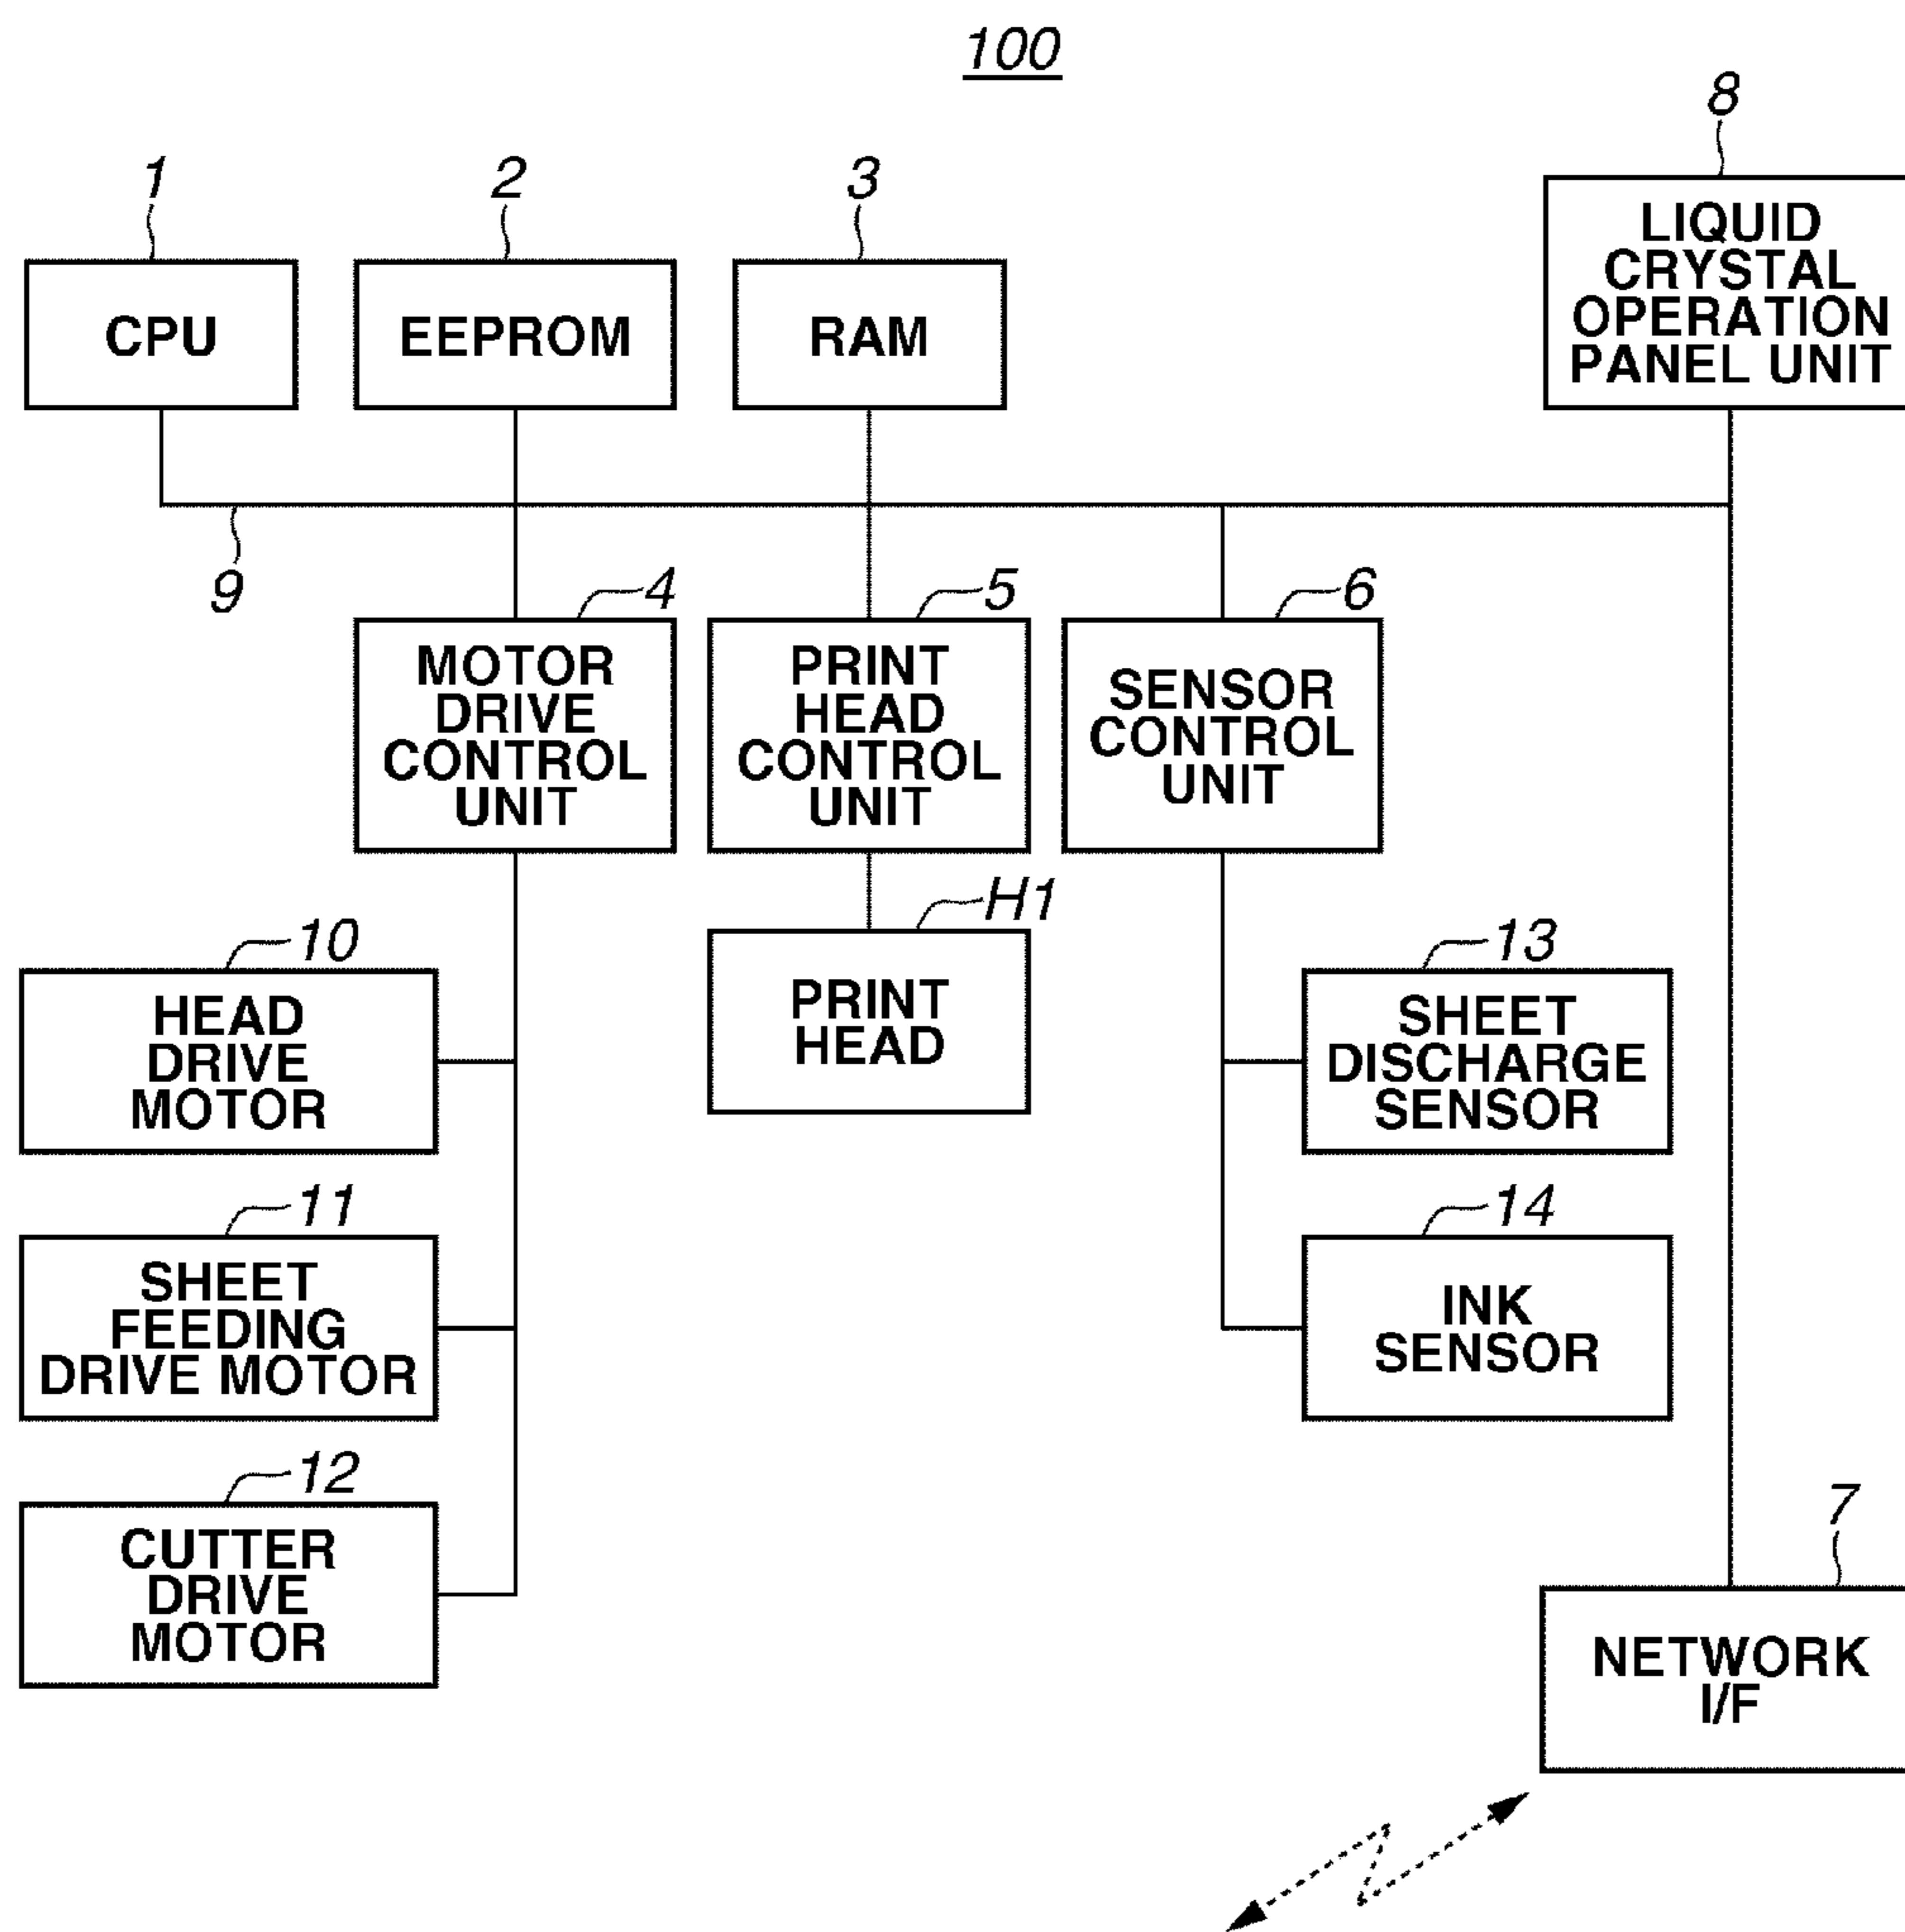 100
8
1
2
3
CPU
EEPROM
RAM
LIQUID
CRYSTAL
OPERATION
PANEL UNIT
9
4
5
6
MOTOR
DRIVE
CONTROL
UNIT
PRINT
HEAD
CONTROL
UNIT
SENSOR
CONTROL
UNIT
H1
10
13
HEAD
DRIVE
MOTOR
PRINT
HEAD
SHEET
DISCHARGE
SENSOR
11
14
SHEET
FEEDING
DRIVE MOTOR
INK
SENSOR
12
7
CUTTER
DRIVE
MOTOR
NETWORK
I/F